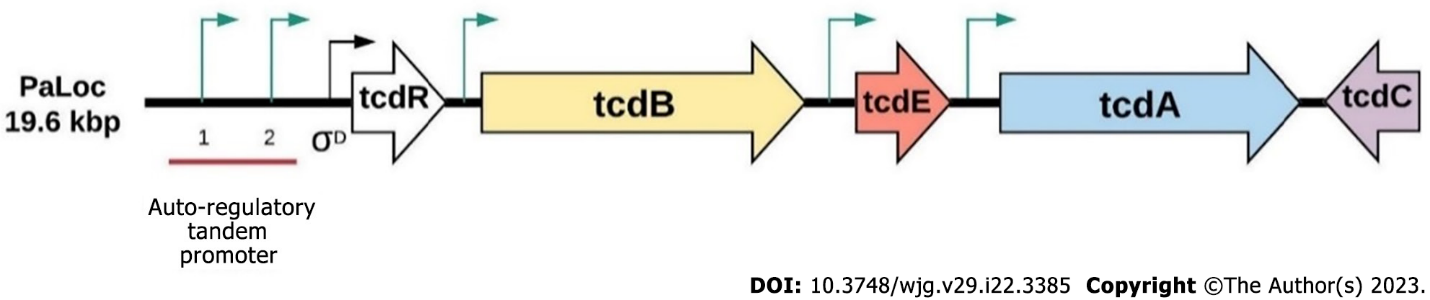 PaLoc
19.6 kbp
tcdR
tcdB
tcdE
tcdA
tcdC
1
2
σD
Auto-regulatory
tandem
promoter
DOI: 10.3748/wjg.v29.i22.3385 Copyright ©The Author(s) 2023.